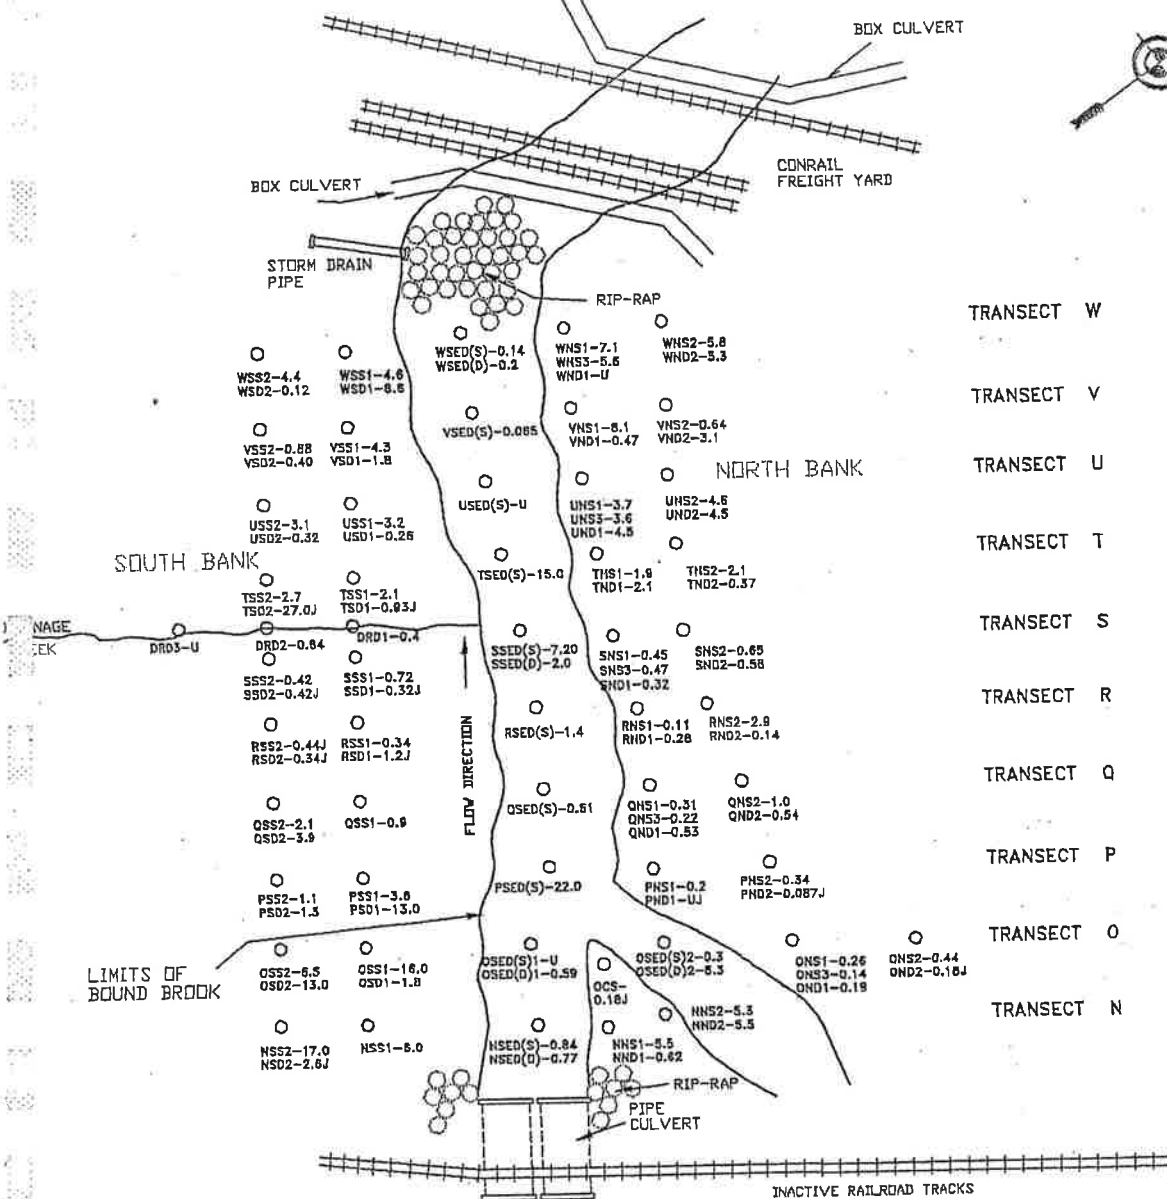 BOX CULVERT
CONRAIL
FREIGHT YARD
BOX CULVERT
STORM DRAIN
PIPE
RIP-RAP
TRANSECT W
WSS2-4.4
WSD2-0.12
WSS1-4.6
WSD1-8.6
WSED(S)-0.14
WSED(D)-0.2
WNS1-7.1
WNS3-5.6
WND1-U
WNS2-5.8
WND2-3.3
TRANSECT V
VSS2-0.88
VSD2-0.40
VSS1-4.3
VSD1-1.8
VSED(S)-0.065
VNS1-6.1
VND1-0.47
VNS2-0.64
VND2-3.1
NORTH BANK
TRANSECT U
USS2-3.1
USD2-0.32
USS1-3.2
USD1-0.26
USED(S)-U
UNS1-3.7
UNS3-3.6
UND1-4.5
UNS2-4.6
UND2-4.5
SOUTH BANK
TRANSECT T
TSS2-2.7
TSD2-27.0J
TSS1-2.1
TSD1-0.93J
TSED(S)-15.0
TNS1-1.9
TND1-2.1
TNS2-2.1
TND2-0.37
NAGE
EK
DRD3-U
DRD2-0.64
DRD1-0.4
TRANSECT S
SSS2-0.42
SSD2-0.42J
SSS1-0.72
SSD1-0.32J
SSED(S)-7.20
SSED(D)-2.0
SNS1-0.45
SNS3-0.47
SND1-0.32
SNS2-0.65
SND2-0.58
FLOW DIRECTION
TRANSECT R
RSS2-0.44J
RSD2-0.34J
RSS1-0.34
RSD1-1.2J
RSED(S)-1.4
RNS1-0.11
RND1-0.28
RNS2-2.9
RND2-0.14
TRANSECT Q
QSS2-2.1
QSD2-3.9
QSS1-0.9
QSED(S)-0.51
QNS1-0.31
QNS3-0.22
QND1-0.53
QNS2-1.0
QND2-0.54
TRANSECT P
PSS2-1.1
PSD2-1.3
PSS1-3.6
PSD1-13.0
PSED(S)-22.0
PNS1-0.2
PND1-UJ
PNS2-0.34
PND2-0.087J
LIMITS OF
BOUND BROOK
TRANSECT O
OSS2-6.5
OSD2-13.0
OSS1-16.0
OSD1-1.8
OSED(S)1-U
OSED(D)1-0.59
OCS-
0.18J
OSED(S)2-0.3
OSED(D)2-5.3
ONS1-0.26
ONS3-0.14
OND1-0.19
ONS2-0.44
OND2-0.18J
TRANSECT N
NSS2-17.0
NSD2-2.6J
NSS1-6.0
NSED(S)-0.84
NSED(D)-0.77
NNS1-5.5
NND1-0.62
NNS2-5.3
NND2-5.5
RIP-RAP
PIPE
CULVERT
INACTIVE RAILROAD TRACKS